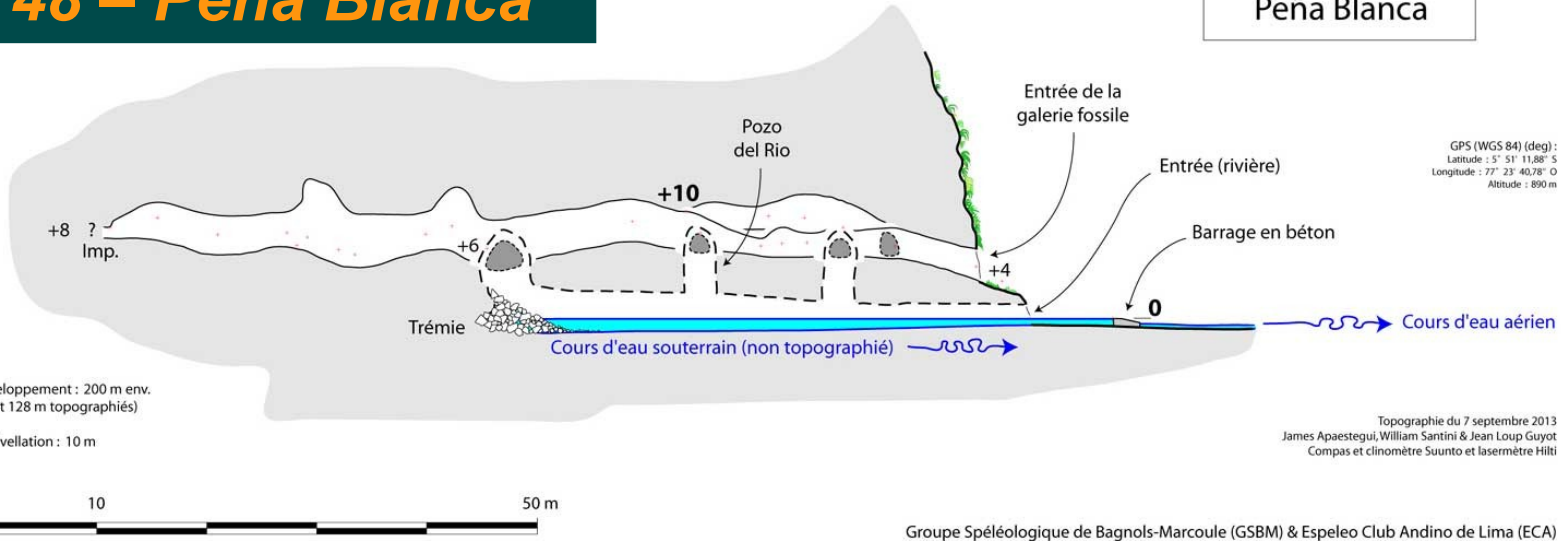 48 – Peña Blanca
Peña Blanca
Entrée de la
galerie fossile
Pozo
del Rio
GPS (WGS 84) (deg) :
Latitude : 5° 51' 11,88" S
Longitude : 77° 23' 40,78" O
Altitude : 890 m
Entrée (rivière)
+10
+8 ?
Imp.
+6
Barrage en béton
+4
0
Trémie
Cours d'eau aérien
Cours d'eau souterrain (non topographié)
eloppement : 200 m env.
t 128 m topographiés)
vellation : 10 m
Topographie du 7 septembre 2013
James Apaestegui, William Santini & Jean Loup Guyot
Compas et clinomètre Suunto et lasermètre Hilti
10
50 m
Groupe Spéléologique de Bagnols-Marcoule (GSBM) & Espeleo Club Andino de Lima (ECA)